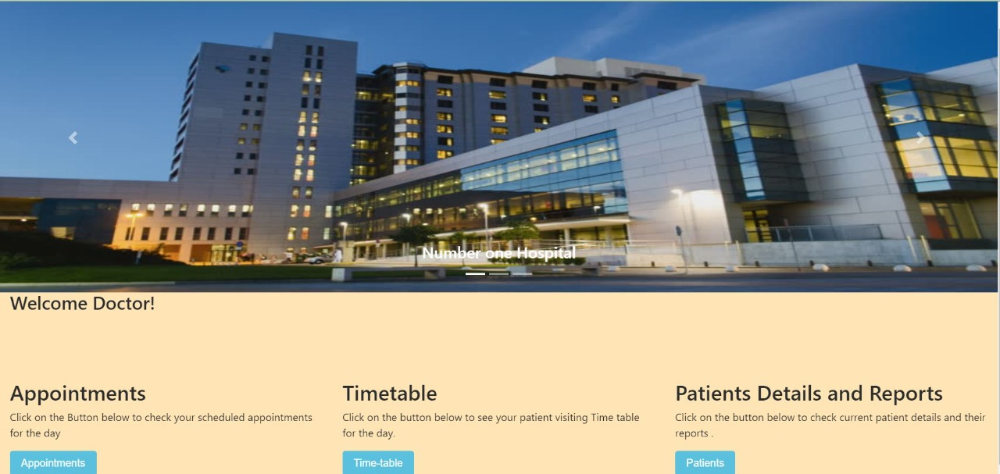 Number one Hospital
Welcome Doctor!
Appointments
Click on the Button below to check your scheduled appointments
for the day
Appointments
Timetable
Click on the button below to see your patient visiting Time table
for the day.
Time-table
Patients Details and Reports
Click on the button below to check current patient details and their
reports .
Patients